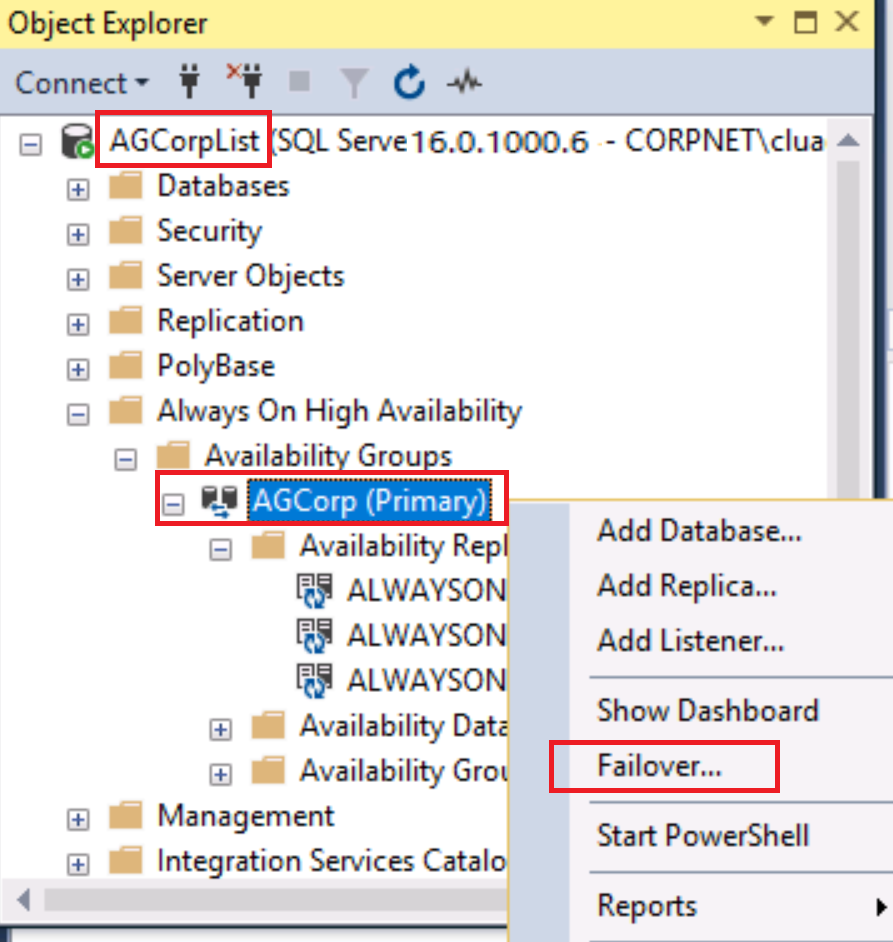 Object Explorer
Connect
AGCorpList (SQL Serve16.0.1000.6 - - CORPNET\clua
Databases
Security
Server Objects
Replication
PolyBase
Always On High Availability
Availability Groups
AGCorp (Primary)
Availability Repl
ALWAYSON
ALWAYSON
ALWAYSON
Availability Data
Availability Grou
Management
Integration Services Catalo
Add Database...
Add Replica...
Add Listener...
Show Dashboard
Failover...
Start PowerShell
Reports